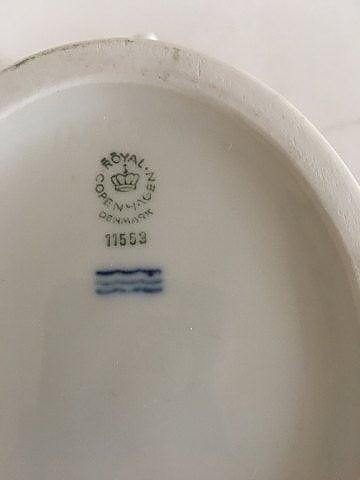 ROYAL
COPENHAGEN
DENMARK
11553